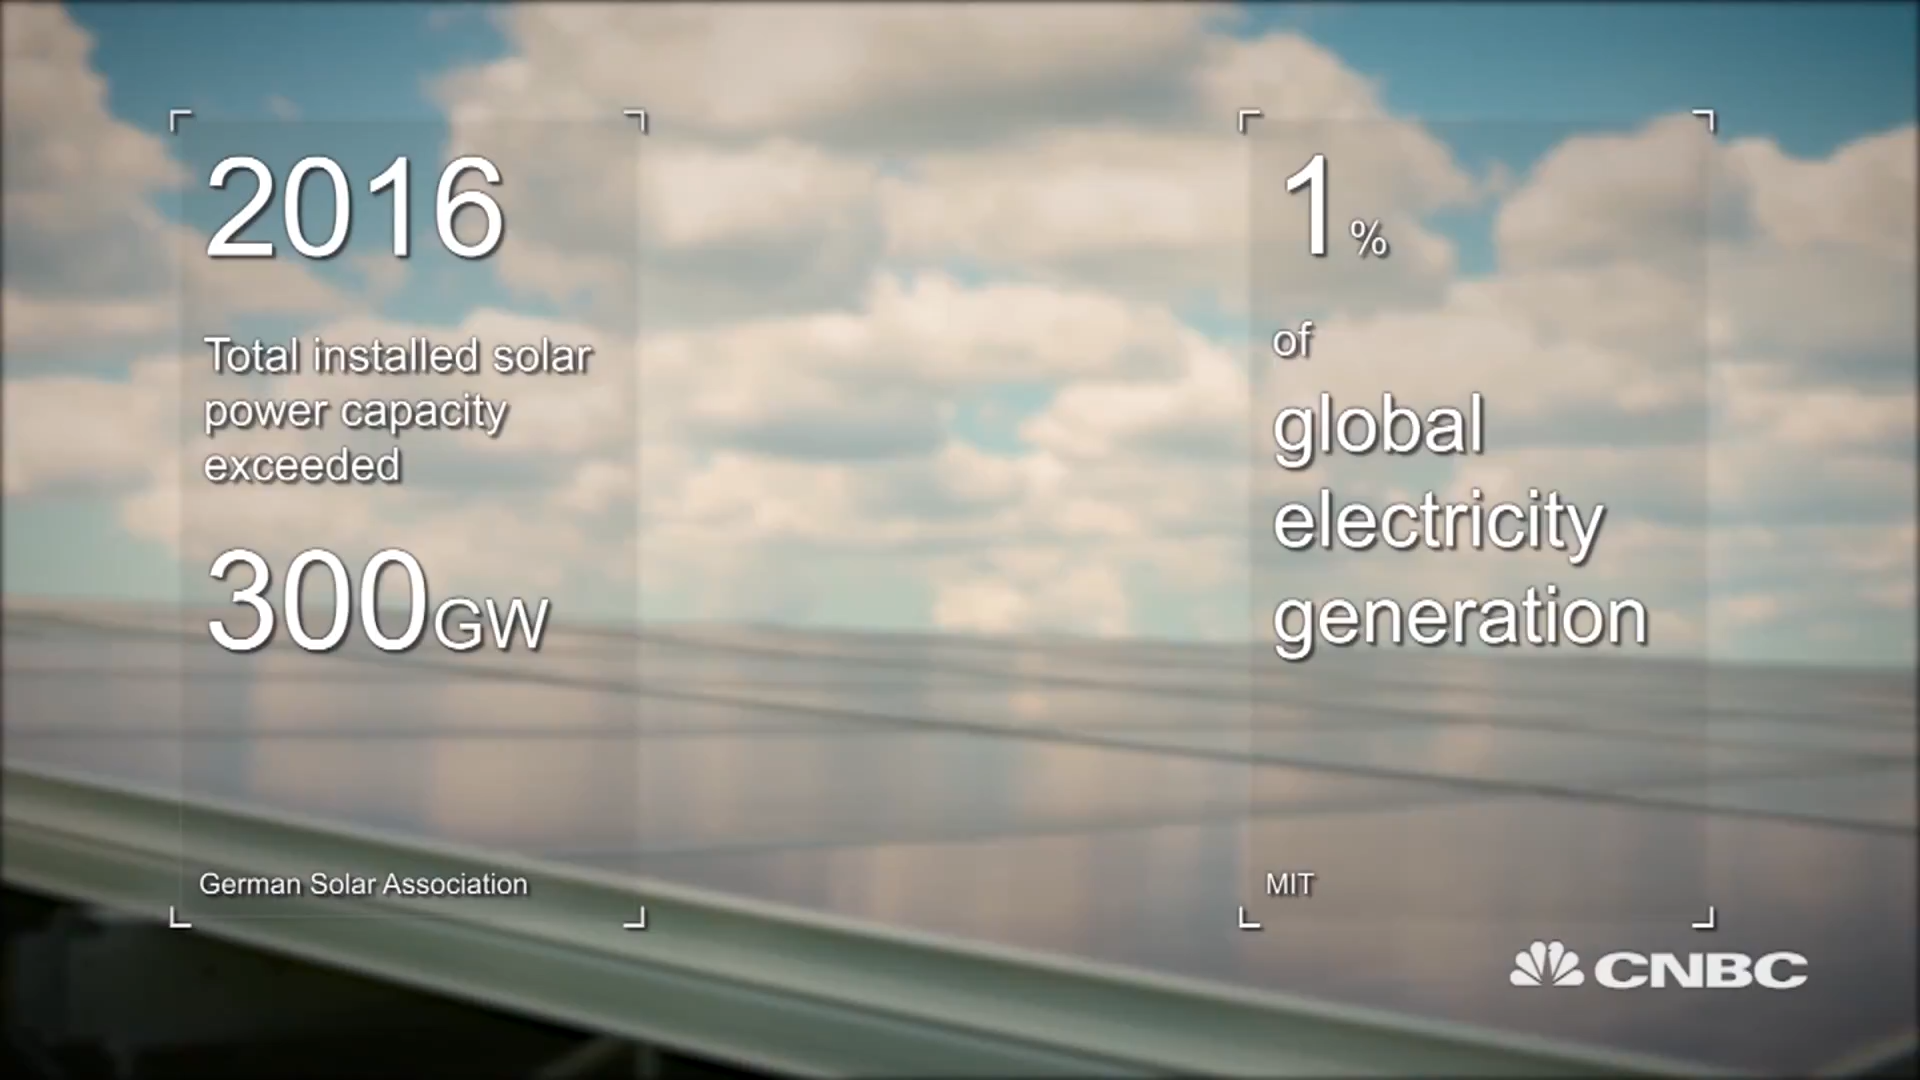 2016
Total installed solar
power capacity
exceeded
300GW
German Solar Association
1 %
of
global
electricity
generation
MIT
CNBC